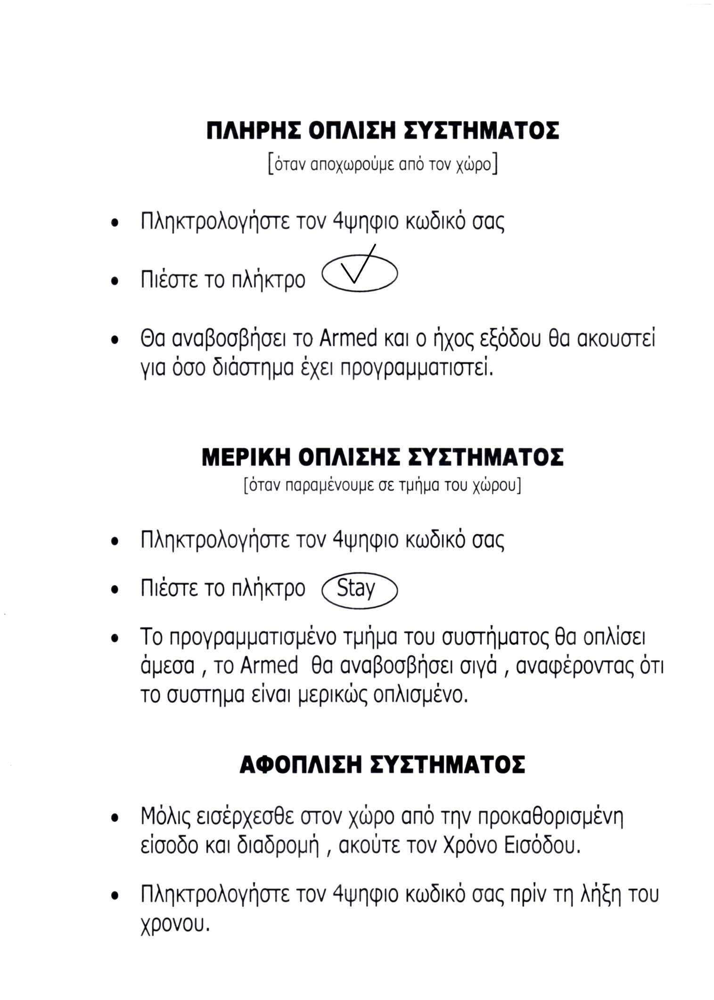 ΠΛΗΡΗΣ ΟΠΛΙΣΗ ΣΥΣΤΗΜΑΤΟΣ
[όταν αποχωρούμε από τον χώρο]
• Πληκτρολογήστε τον 4ψηφιο κωδικό σας
• Πιέστε το πλήκτρο ✓
• Θα αναβοσβήσει το Armed και ο ήχος εξόδου θα ακουστεί
για όσο διάστημα έχει προγραμματιστεί.
ΜΕΡΙΚΗ ΟΠΛΙΣΗΣ ΣΥΣΤΗΜΑΤΟΣ
[όταν παραμένουμε σε τμήμα του χώρου]
• Πληκτρολογήστε τον 4ψηφιο κωδικό σας
• Πιέστε το πλήκτρο Stay
• Το προγραμματισμένο τμήμα του συστήματος θα οπλίσει
άμεσα , το Armed θα αναβοσβήσει σιγά , αναφέροντας ότι
το συστημα είναι μερικώς οπλισμένο.
ΑΦΟΠΛΙΣΗ ΣΥΣΤΗΜΑΤΟΣ
• Μόλις εισέρχεσθε στον χώρο από την προκαθορισμένη
είσοδο και διαδρομή , ακούτε τον Χρόνο Εισόδου.
• Πληκτρολογήστε τον 4ψηφιο κωδικό σας πρίν τη λήξη του
χρονου.